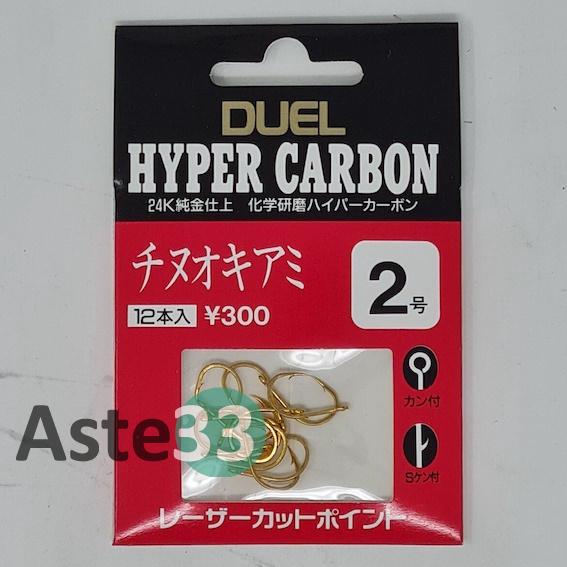 DUEL
HYPER CARBON
24K純金仕上 化学研磨ハイパーカーボン
チヌオキアミ
2号
12本入 ¥300
カン付
Aste33
Sケン付
レーザーカットポイント